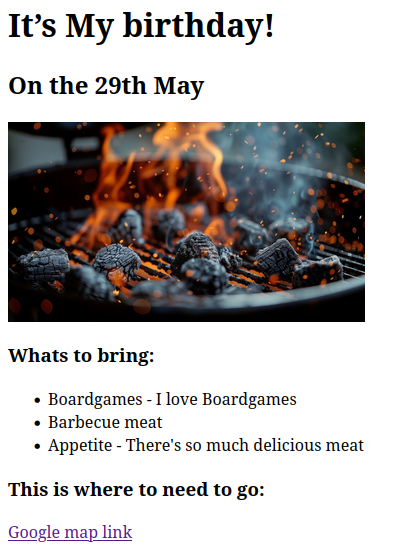 It’s My birthday!
On the 29th May
Whats to bring:
Boardgames - I love Boardgames
Barbecue meat
Appetite - There's so much delicious meat
This is where to need to go:
Google map link